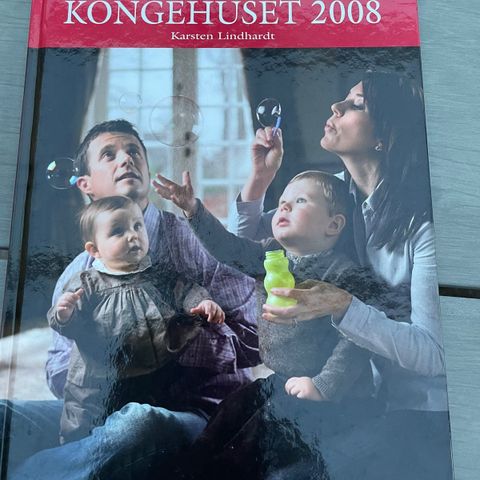 KONGEHUSET 2008
Karsten Lindhardt